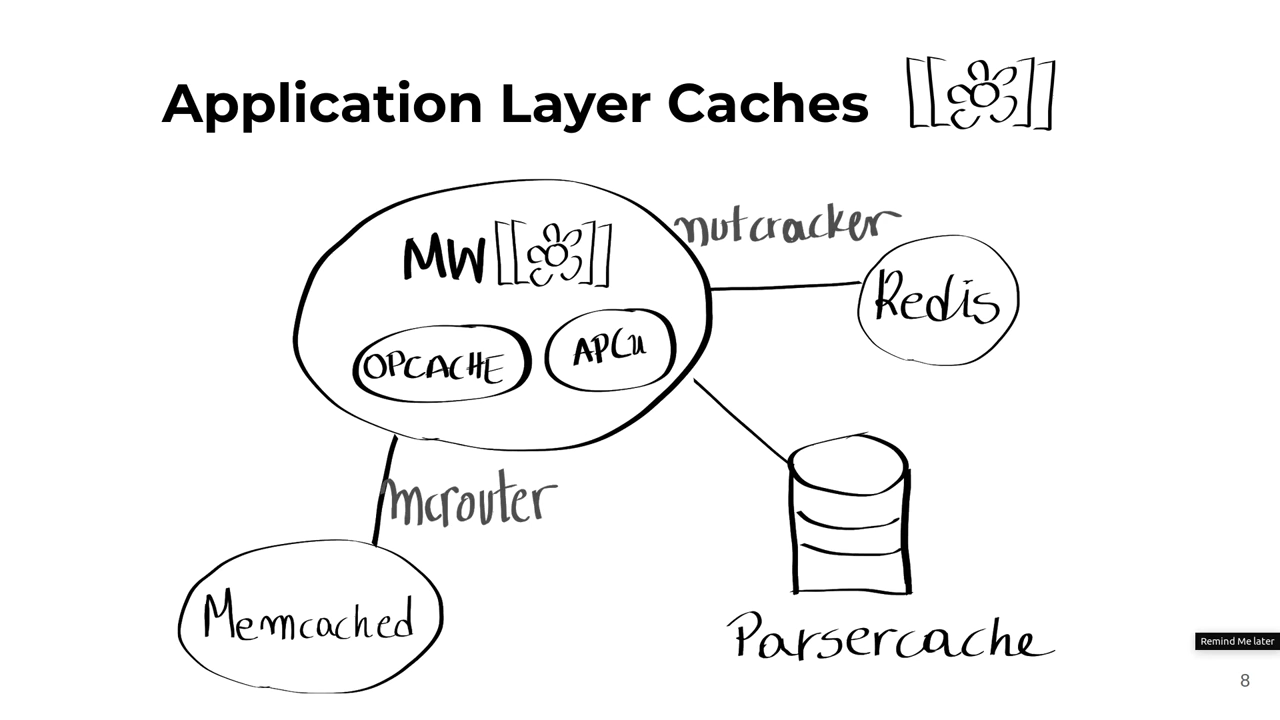 Application Layer Caches [[ ]]
MW [[ ]]
nutcracker
Redis
OPCACHE
APCu
mcrouter
Memcached
Parsercache
Remind Me later
8